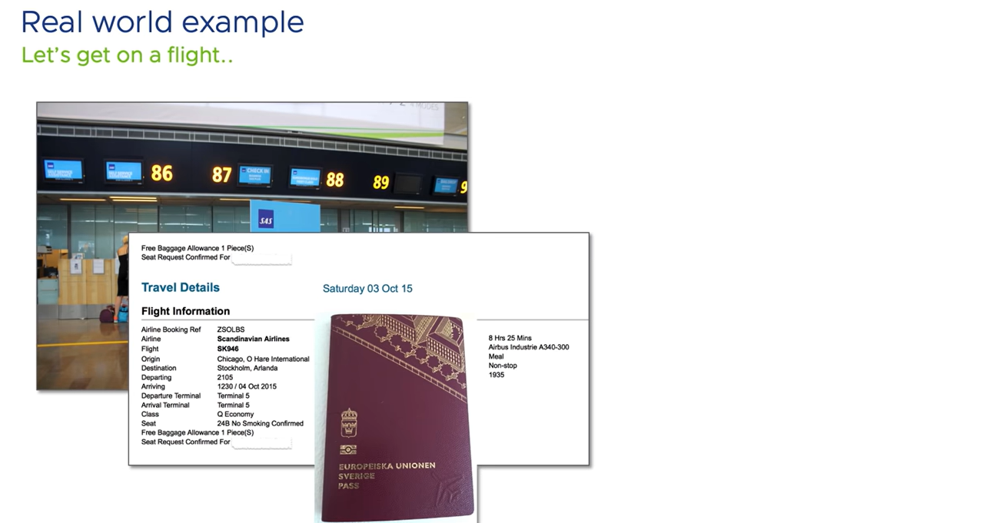 Real world example
Let's get on a flight..
86
87
CHECK IN
88
89
9
SAS
Free Baggage Allowance 1 Piece(S)
Seat Request Confirmed For
Travel Details
Saturday 03 Oct 15
Flight Information
Airline Booking Ref ZSOLBS
Airline Scandinavian Airlines
Flight SK946
Origin Chicago, O Hare International
Destination Stockholm, Arlanda
Departing 2105
Arriving 1230 / 04 Oct 2015
Departure Terminal Terminal 5
Arrival Terminal Terminal 5
Class Q Economy
Seat 24B No Smoking Confirmed
Free Baggage Allowance 1 Piece(S)
Seat Request Confirmed For
8 Hrs 25 Mins
Airbus Industrie A340-300
Meal
Non-stop
1935
EUROPEISKA UNIONEN
SVERIGE
PASS